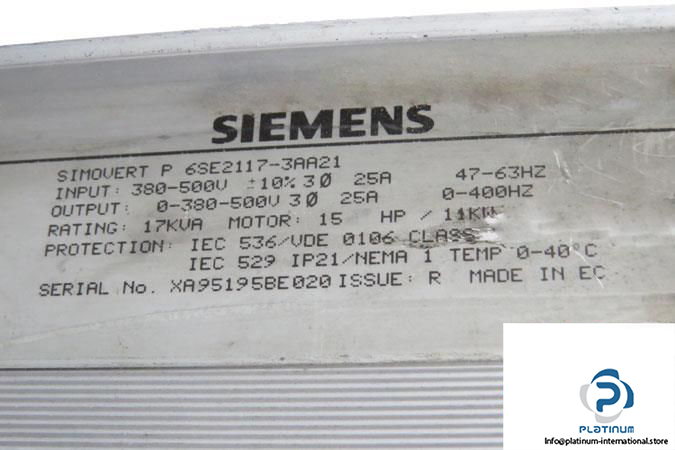 SIEMENS
SIMOVERT P 6SE2117-3AA21
INPUT: 380-500V ±10% 3Ø 25A 47-63HZ
OUTPUT: 0-380-500V 3Ø 25A 0-400HZ
RATING: 17KVA MOTOR: 15 HP / 11KW
PROTECTION: IEC 536/VDE 0106 CLASS
IEC 529 IP21/NEMA 1 TEMP 0-40°C
SERIAL No. XA95195BE020 ISSUE: R MADE IN EC
PLATINUM
Info@platinum-international.store